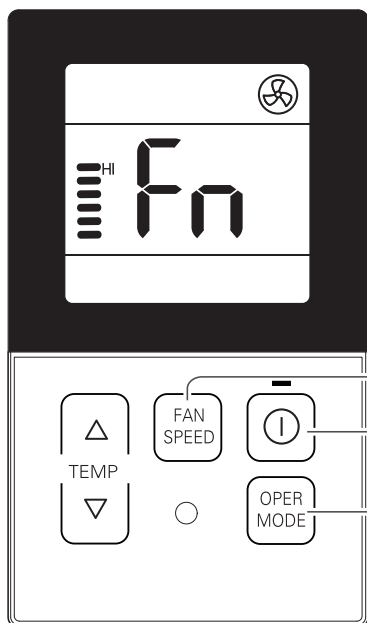 HI
Fn
FAN
SPEED
TEMP
OPER
MODE